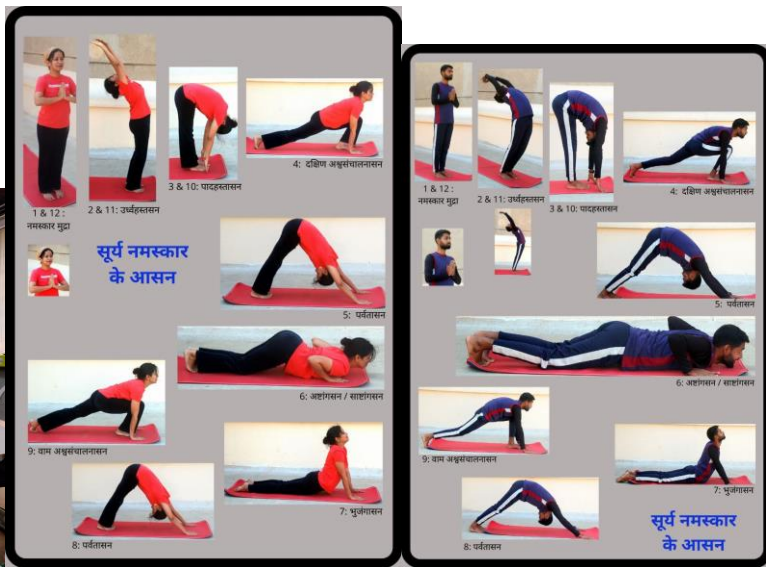 1 & 12 :
नमस्कार मुद्रा
2 & 11: उर्ध्वहस्तसन
3 & 10: पादहस्तासन
4: दक्षिण अश्वसंचालनासन
सूर्य नमस्कार
के आसन
5: पर्वतासन
6: अष्टांगसन / साष्टांगसन
9: वाम अश्वसंचालनासन
7: भुजंगासन
8: पर्वतासन
1 & 12 :
नमस्कार मुद्रा
2 & 11: उर्ध्वहस्तसन
3 & 10: पादहस्तासन
4: दक्षिण अश्वसंचालनासन
5: पर्वतासन
6: अष्टांगसन / साष्टांगसन
9: वाम अश्वसंचालनासन
7: भुजंगासन
8: पर्वतासन
सूर्य नमस्कार
के आसन